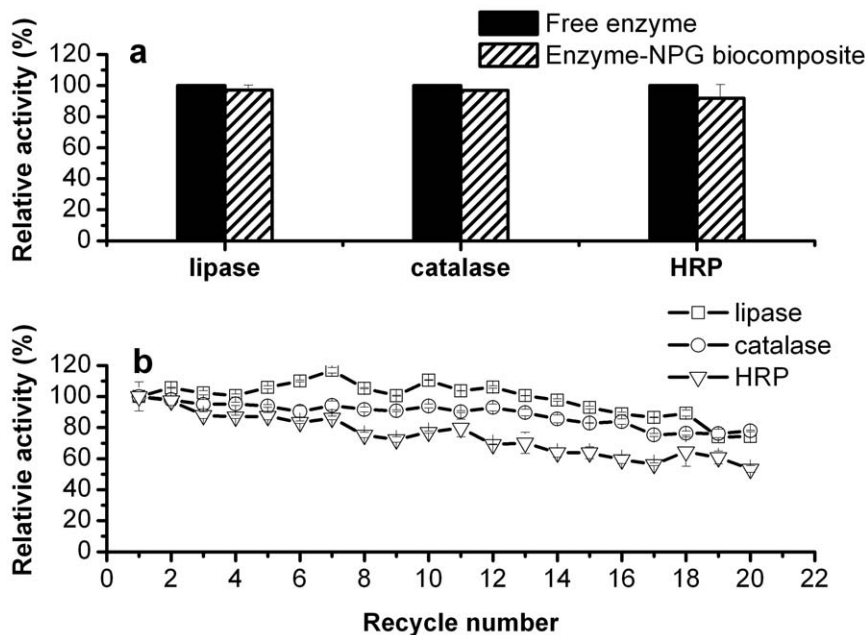 Free enzyme
Enzyme-NPG biocomposite
a
Relative activity (%)
120
100
80
60
40
20
0
lipase catalase HRP
lipase
catalase
HRP
b
Relativie activity (%)
120
100
80
60
40
20
0
0 2 4 6 8 10 12 14 16 18 20 22
Recycle number